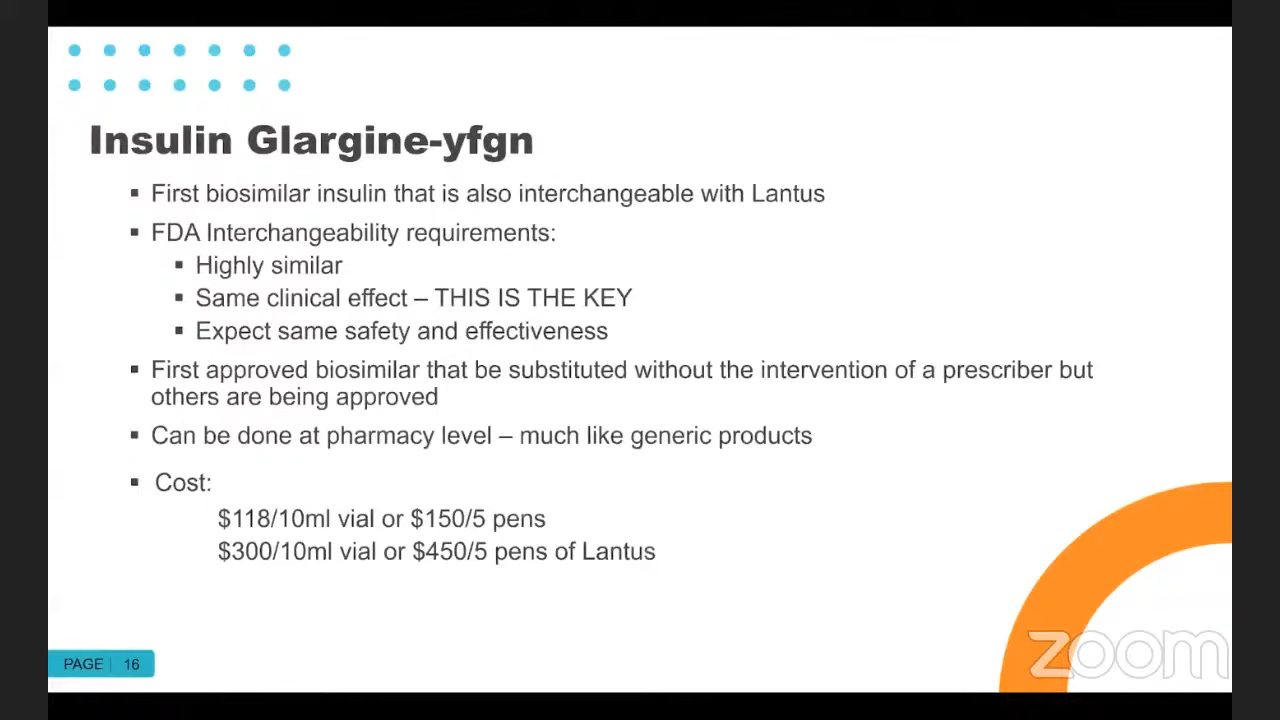 Insulin Glargine-yfgn
▪ First biosimilar insulin that is also interchangeable with Lantus
▪ FDA Interchangeability requirements:
▪ Highly similar
▪ Same clinical effect – THIS IS THE KEY
▪ Expect same safety and effectiveness
▪ First approved biosimilar that be substituted without the intervention of a prescriber but
others are being approved
▪ Can be done at pharmacy level – much like generic products
▪ Cost:
$118/10ml vial or $150/5 pens
$300/10ml vial or $450/5 pens of Lantus
PAGE | 16
zoom